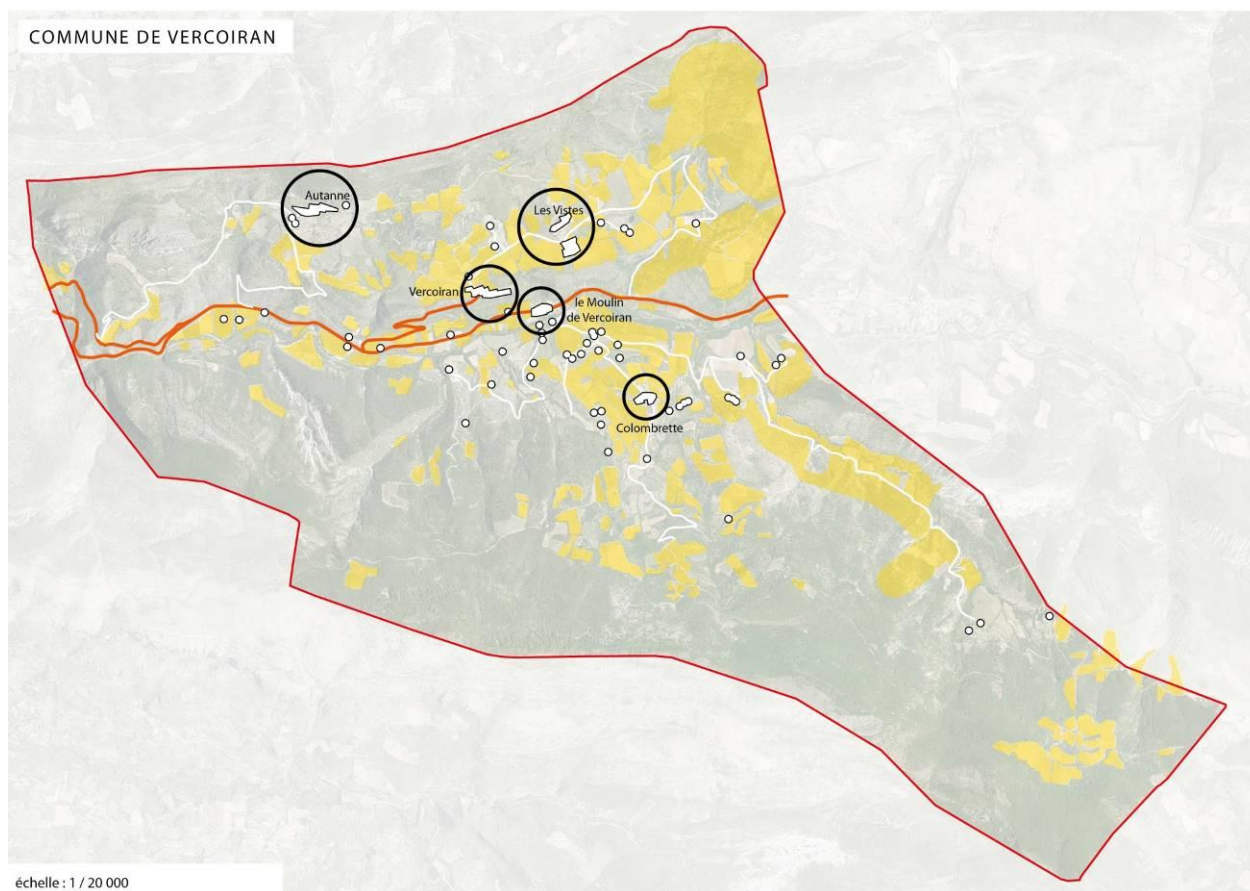 COMMUNE DE VERCOIRAN
Autanne
Les Vistes
Vercoiran
le Moulin
de Vercoiran
Colombrette
échelle : 1 / 20 000